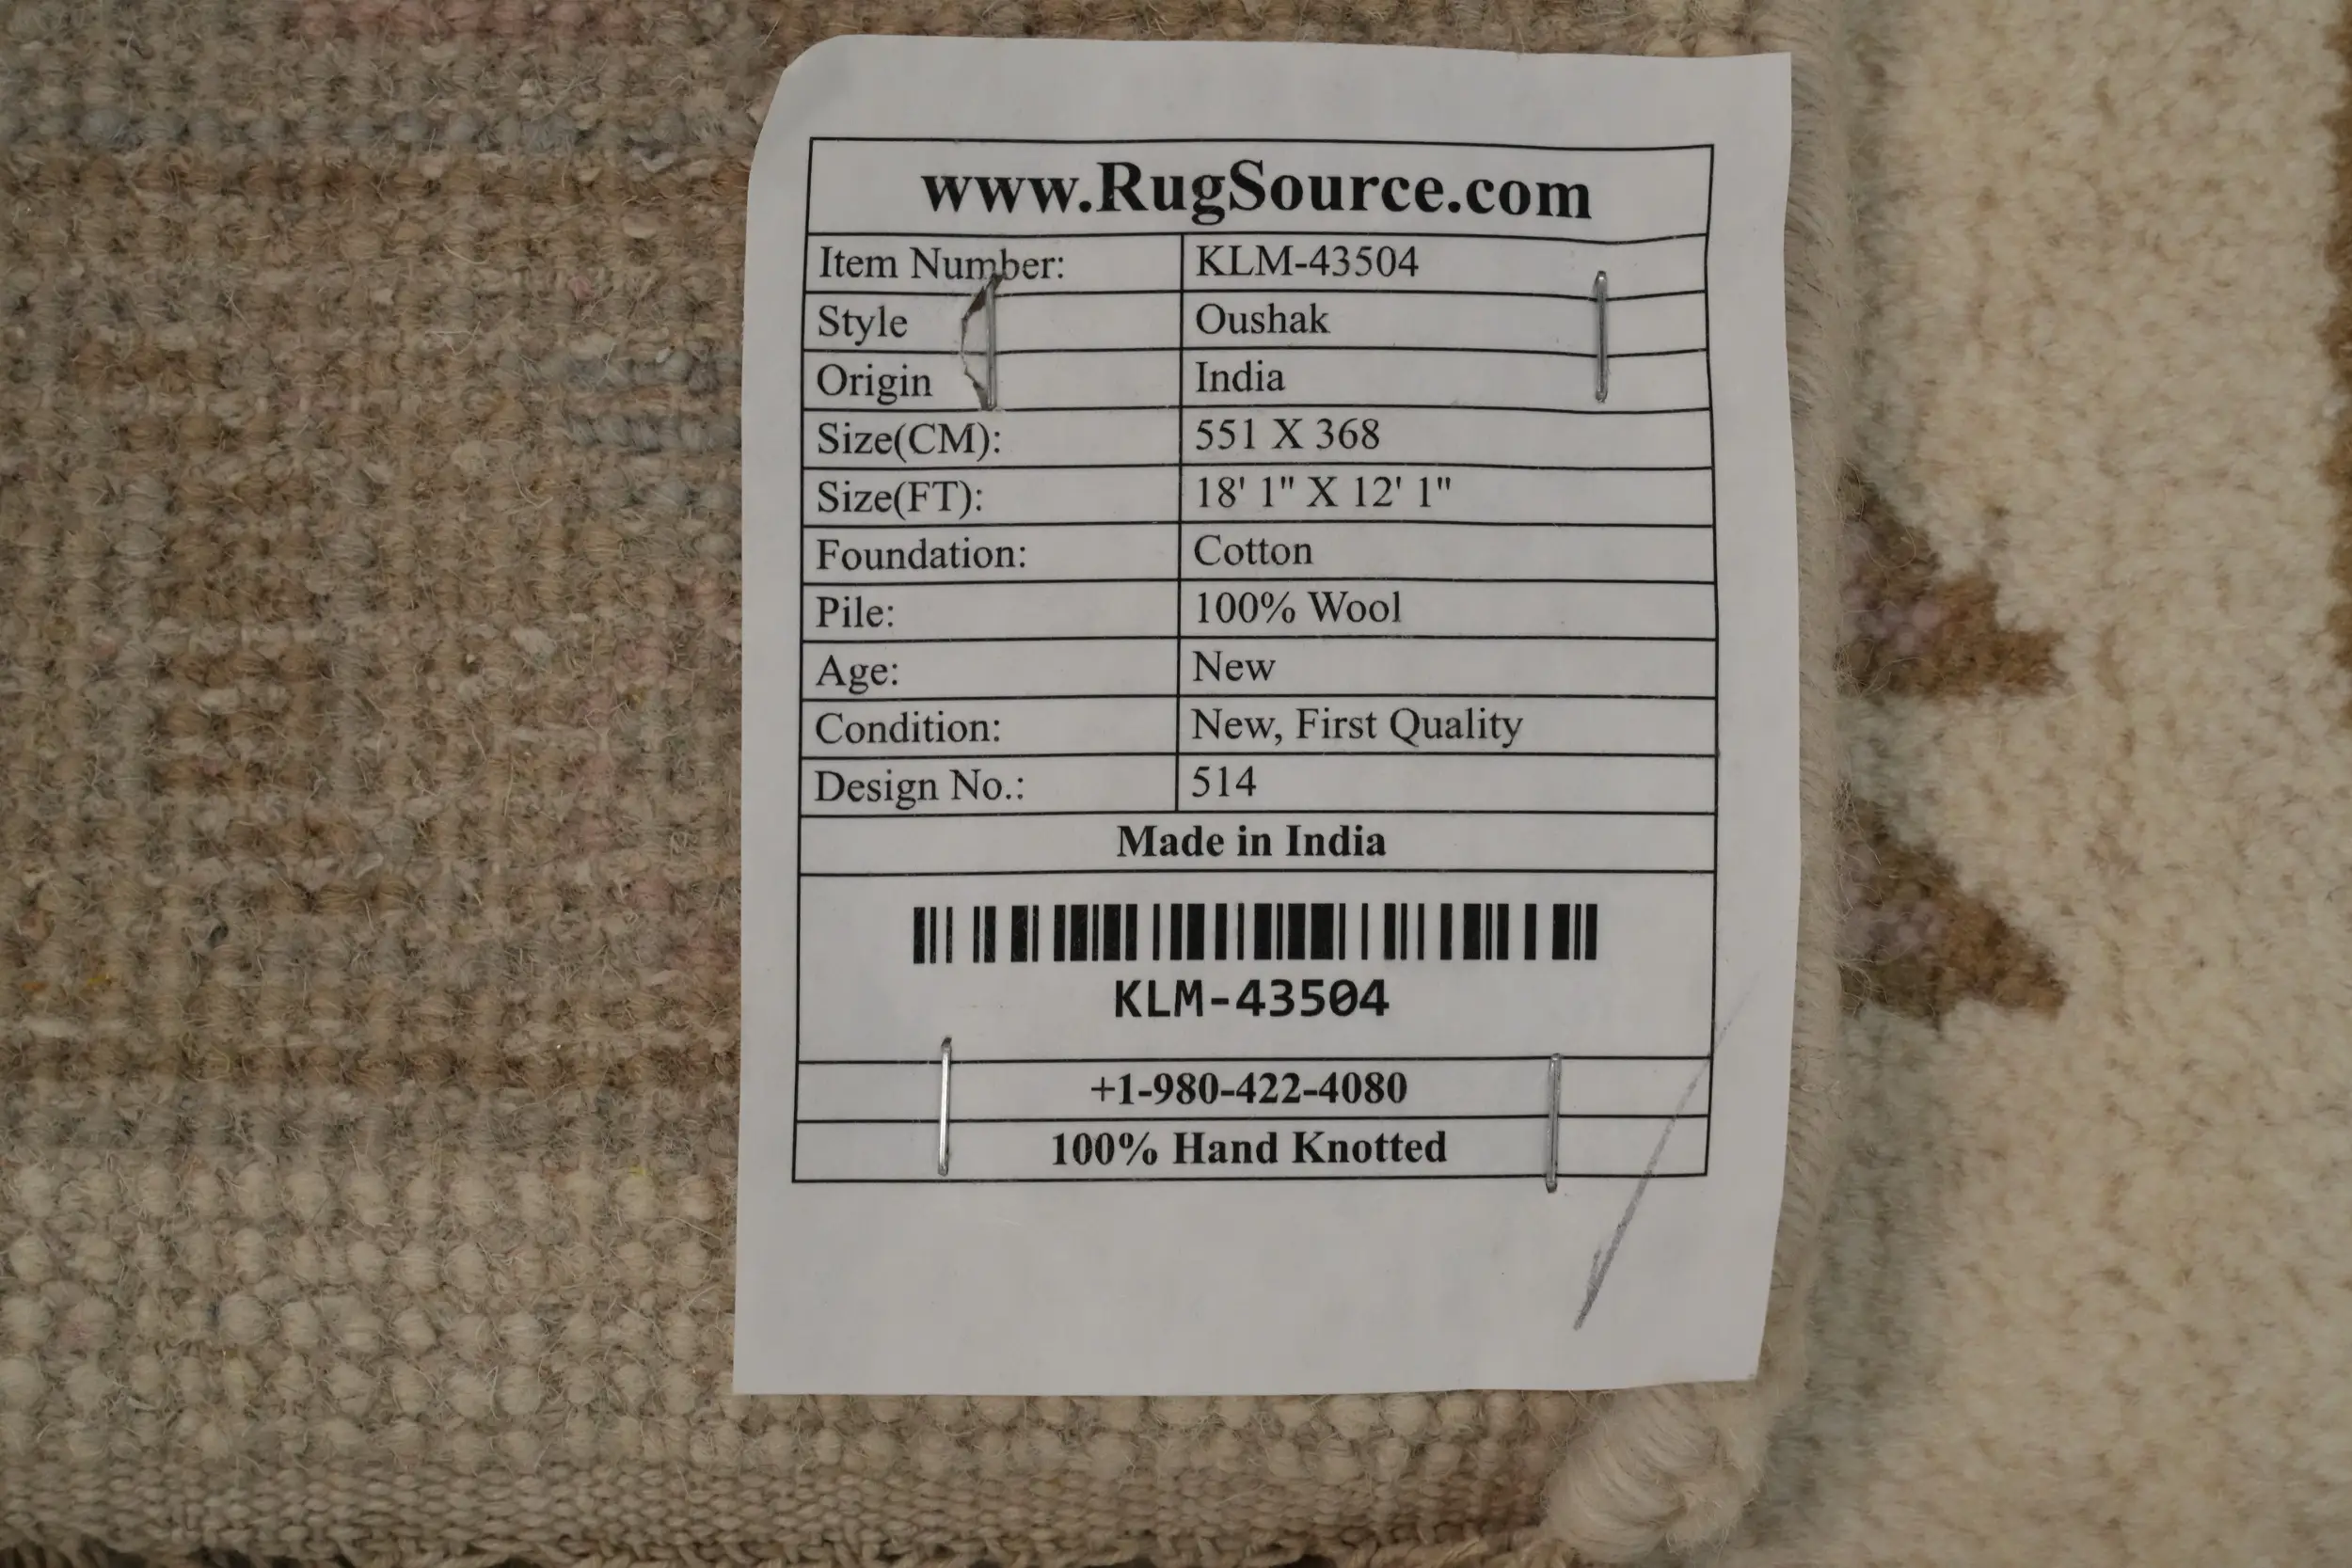 www.RugSource.com
Item Number: KLM-43504
Style Oushak
Origin India
Size(CM): 551 X 368
Size(FT): 18' 1" X 12' 1"
Foundation: Cotton
Pile: 100% Wool
Age: New
Condition: New, First Quality
Design No.: 514
Made in India
KLM-43504
+1-980-422-4080
100% Hand Knotted